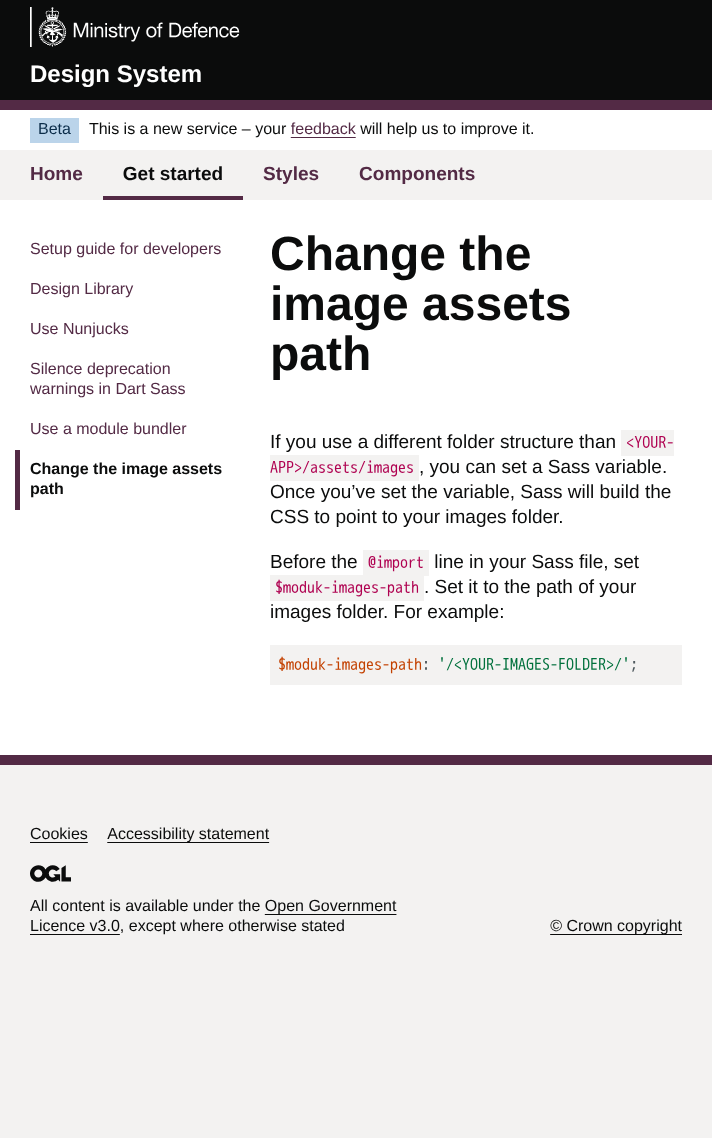 Ministry of Defence
Design System
Beta This is a new service – your feedback will help us to improve it.
Home Get started Styles Components
Setup guide for developers
Design Library
Use Nunjucks
Silence deprecation
warnings in Dart Sass
Use a module bundler
Change the image assets
path
Change the
image assets
path
If you use a different folder structure than <YOUR-
APP>/assets/images, you can set a Sass variable.
Once you’ve set the variable, Sass will build the
CSS to point to your images folder.
Before the @import line in your Sass file, set
$moduk-images-path. Set it to the path of your
images folder. For example:
$moduk-images-path: '/<YOUR-IMAGES-FOLDER>/';
Cookies Accessibility statement
OGL
All content is available under the Open Government
Licence v3.0, except where otherwise stated
© Crown copyright